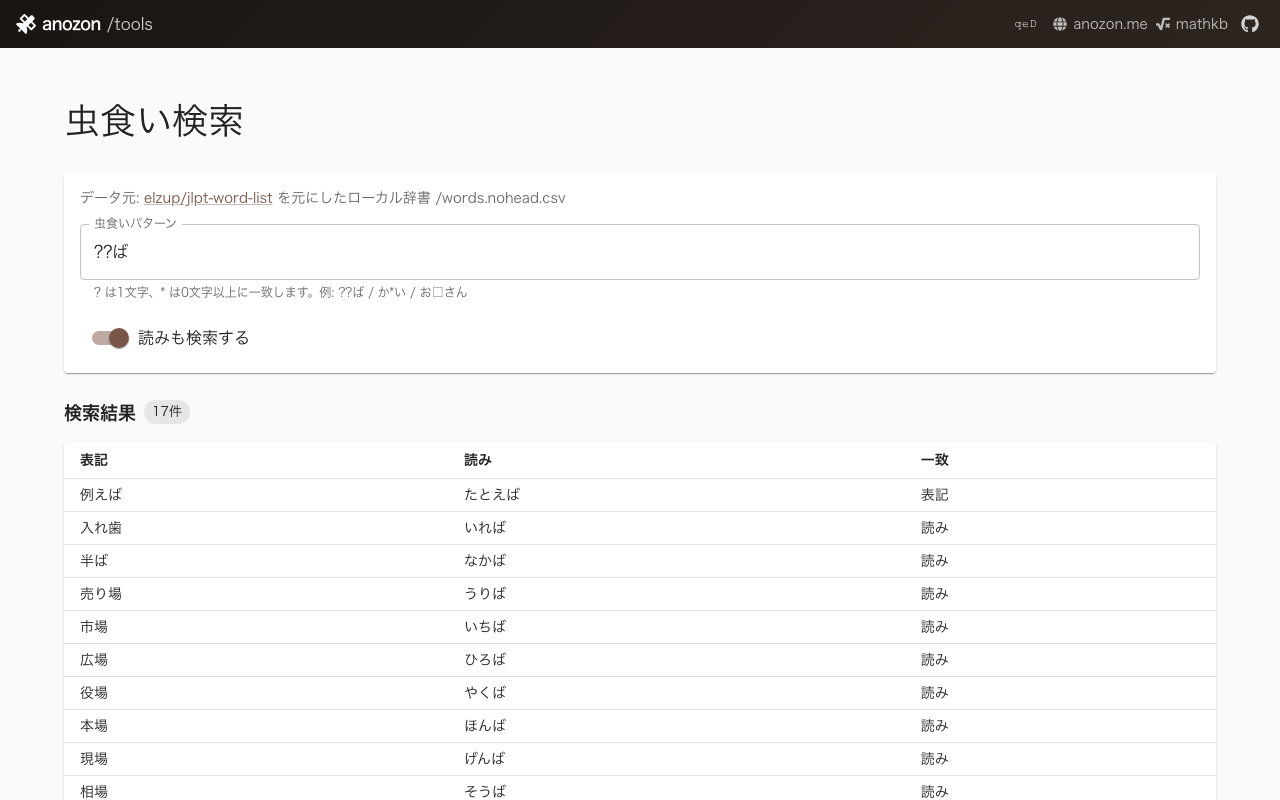 anozon /tools
qeD anozon.me mathkb
虫食い検索
データ元: elzup/jlpt-word-list を元にしたローカル辞書 /words.nohead.csv
虫食いパターン
??ば
? は1文字、* は0文字以上に一致します。例: ??ば / か*い / お□さん
読みも検索する
検索結果 17件
表記 読み 一致
例えば たとえば 表記
入れ歯 いれば 読み
半ば なかば 読み
売り場 うりば 読み
市場 いちば 読み
広場 ひろば 読み
役場 やくば 読み
本場 ほんば 読み
現場 げんば 読み
相場 そうば 読み